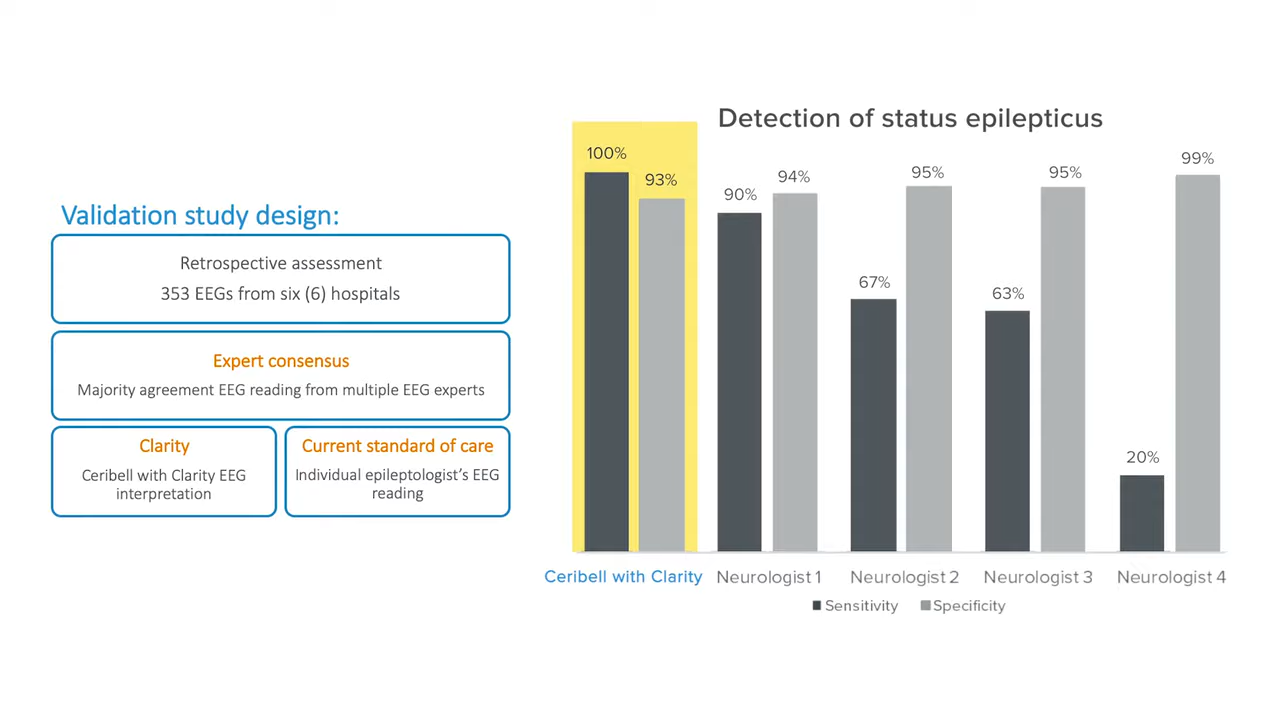 Validation study design:
Retrospective assessment
353 EEGs from six (6) hospitals
Expert consensus
Majority agreement EEG reading from multiple EEG experts
Clarity
Ceribell with Clarity EEG
interpretation
Current standard of care
Individual epileptologist's EEG
reading
Detection of status epilepticus
100%
93%
90%
94%
67%
95%
63%
95%
20%
99%
Ceribell with Clarity
Neurologist 1
Neurologist 2
Neurologist 3
Neurologist 4
Sensitivity
Specificity